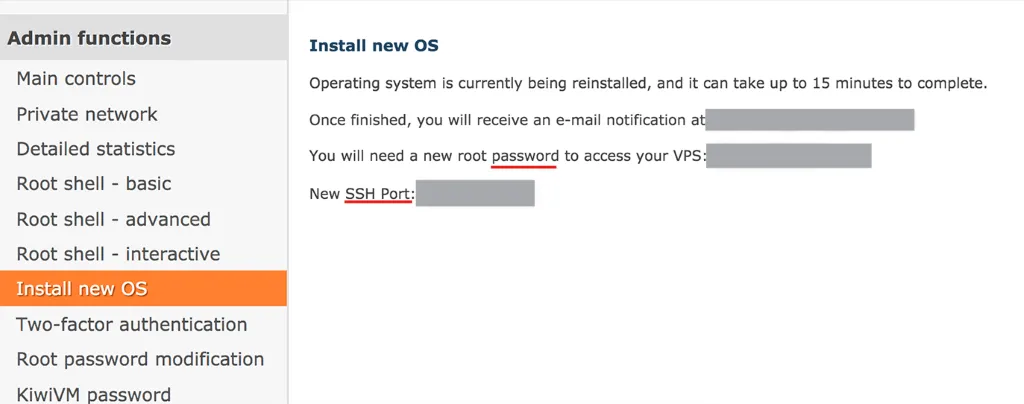 Admin functions
Main controls
Private network
Detailed statistics
Root shell - basic
Root shell - advanced
Root shell - interactive
Install new OS
Two-factor authentication
Root password modification
KiwiVM password
Install new OS
Operating system is currently being reinstalled, and it can take up to 15 minutes to complete.
Once finished, you will receive an e-mail notification at
You will need a new root password to access your VPS:
New SSH Port: